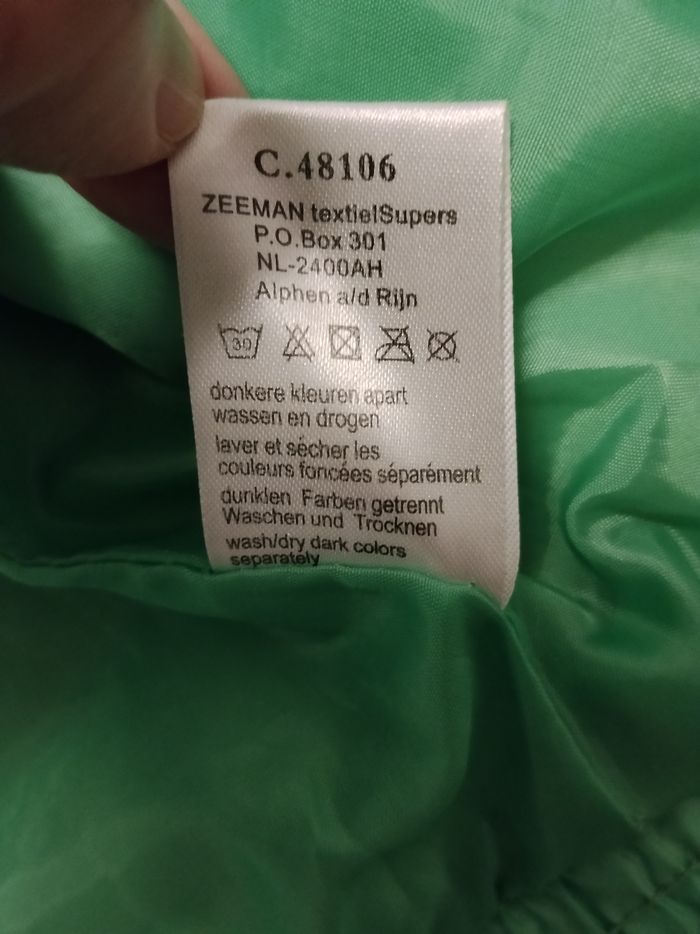 C.48106
ZEEMAN textielSupers
P.O.Box 301
NL-2400AH
Alphen a/d Rijn
30
donkere kleuren apart
wassen en drogen
laver et sécher les
couleurs foncées séparément
dunklen Farben getrennt
Waschen und Trocknen
wash/dry dark colors
separately